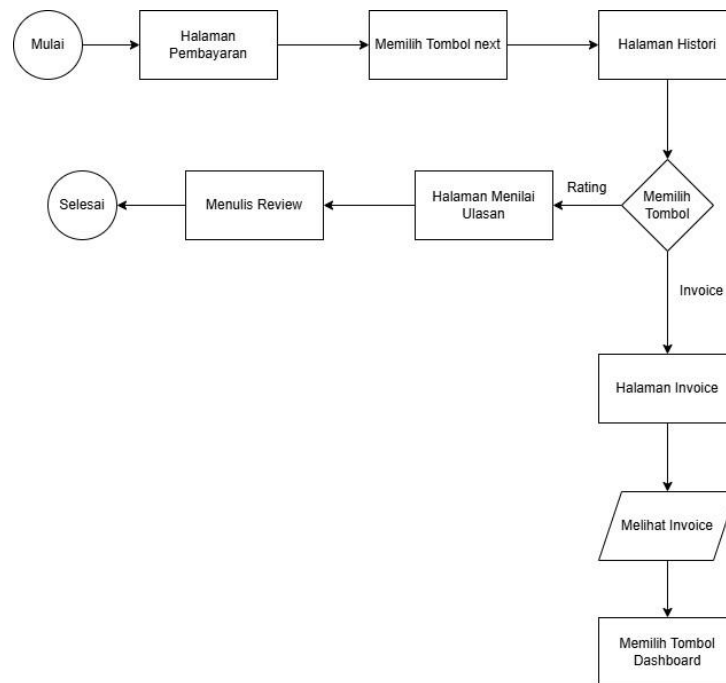 Mulai
Halaman
Pembayaran
Memilih Tombol next
Halaman Histori
Memilih
Tombol
Rating
Halaman Menilai
Ulasan
Menulis Review
Selesai
Invoice
Halaman Invoice
Melihat Invoice
Memilih Tombol
Dashboard